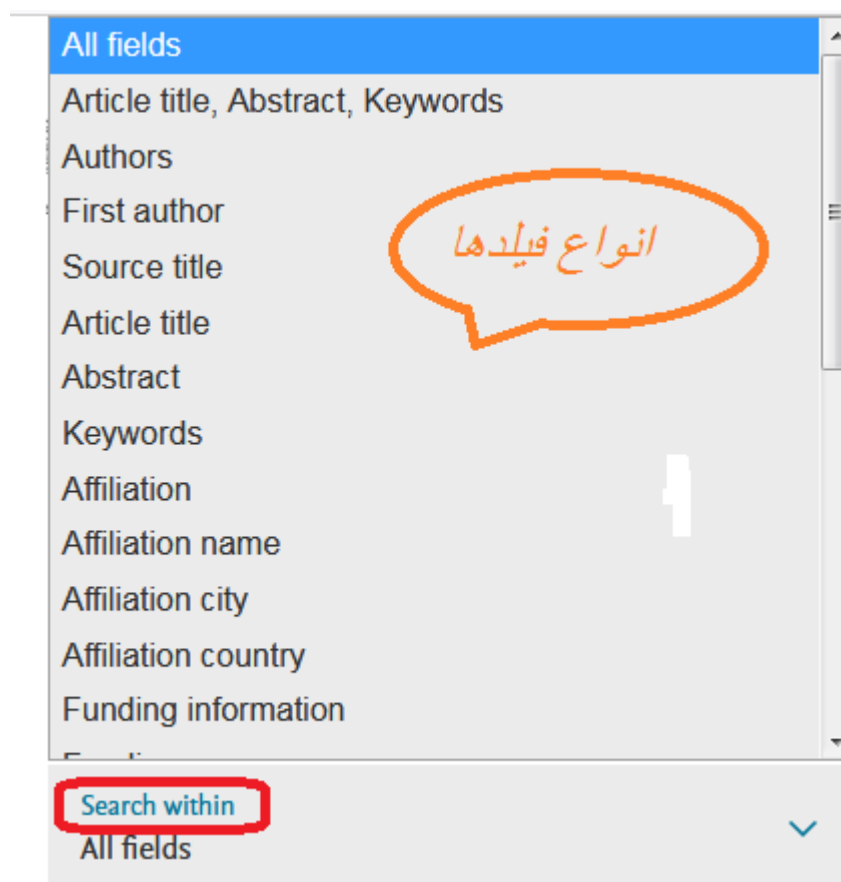 All fields
Article title, Abstract, Keywords
Authors
First author
انواع فیلدها
Source title
Article title
Abstract
Keywords
Affiliation
Affiliation name
Affiliation city
Affiliation country
Funding information
Search within
All fields